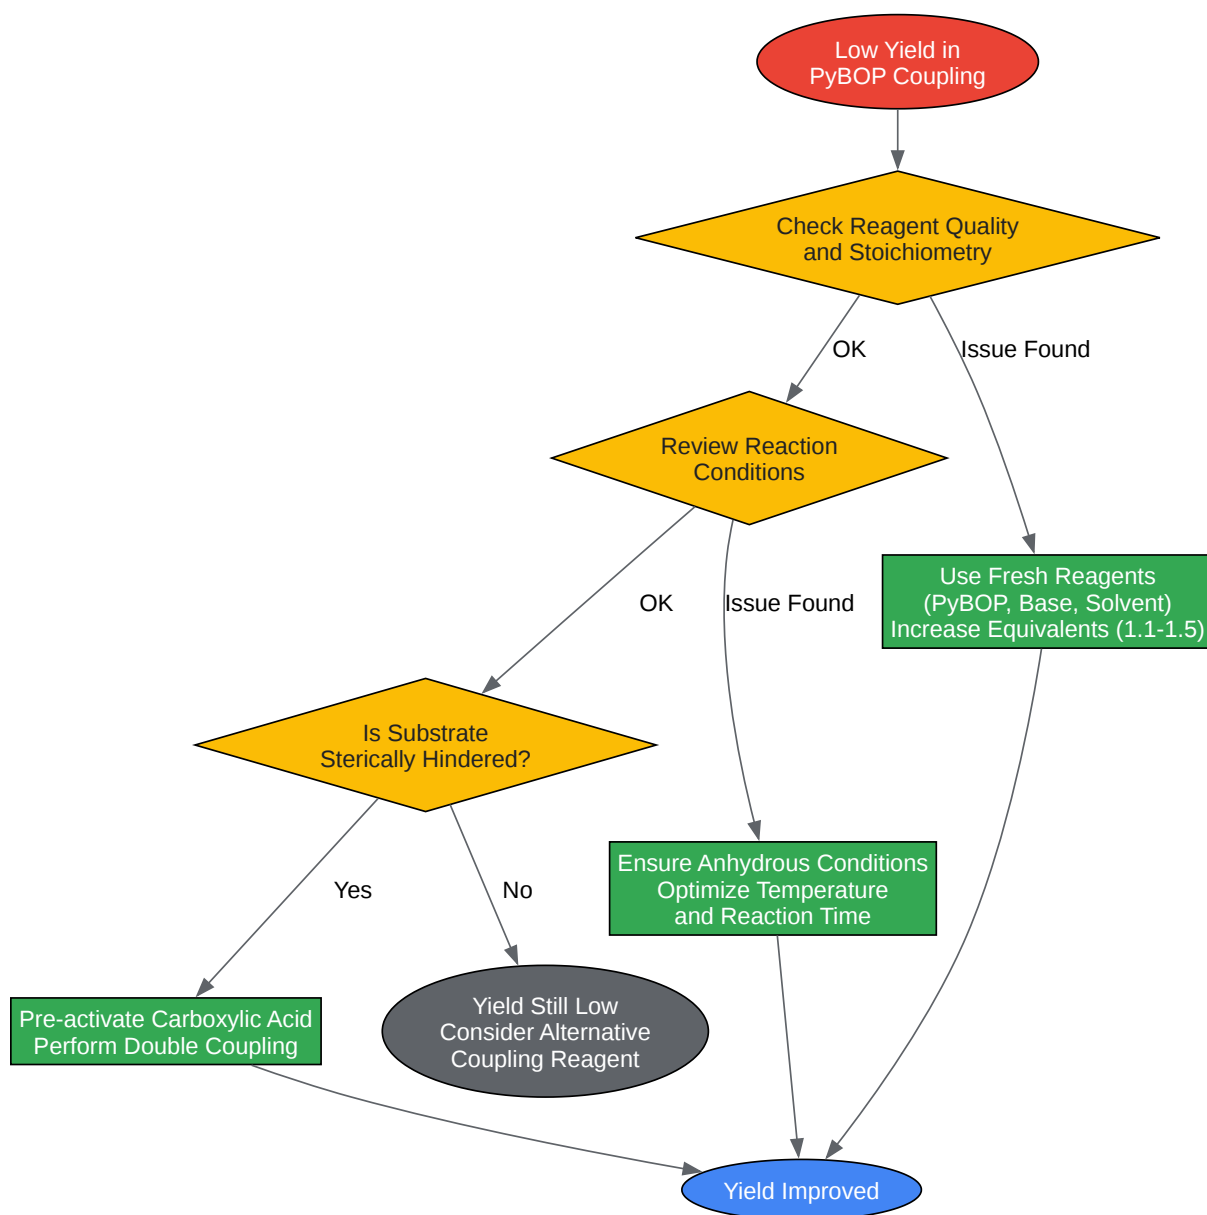 Low Yield in
PyBOP Coupling
Check Reagent Quality
and Stoichiometry
OK
Issue Found
Review Reaction
Conditions
Use Fresh Reagents
(PyBOP, Base, Solvent)
Increase Equivalents (1.1-1.5)
OK
Issue Found
Is Substrate
Sterically Hindered?
Ensure Anhydrous Conditions
Optimize Temperature
and Reaction Time
Yes
No
Pre-activate Carboxylic Acid
Perform Double Coupling
Yield Still Low
Consider Alternative
Coupling Reagent
Yield Improved